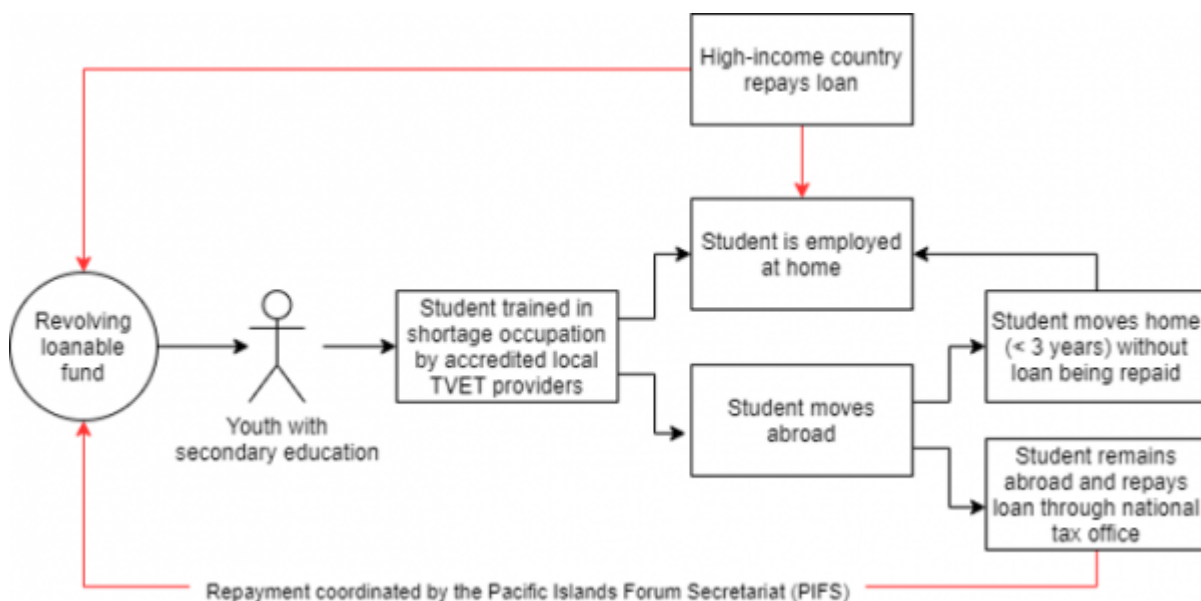 High-income country
repays loan
Student is employed
at home
Revolving
loanable
fund
Youth with
secondary education
Student trained in
shortage occupation
by accredited local
TVET providers
Student moves
abroad
Student moves home
(< 3 years) without
loan being repaid
Student remains
abroad and repays
loan through national
tax office
Repayment coordinated by the Pacific Islands Forum Secretariat (PIFS)